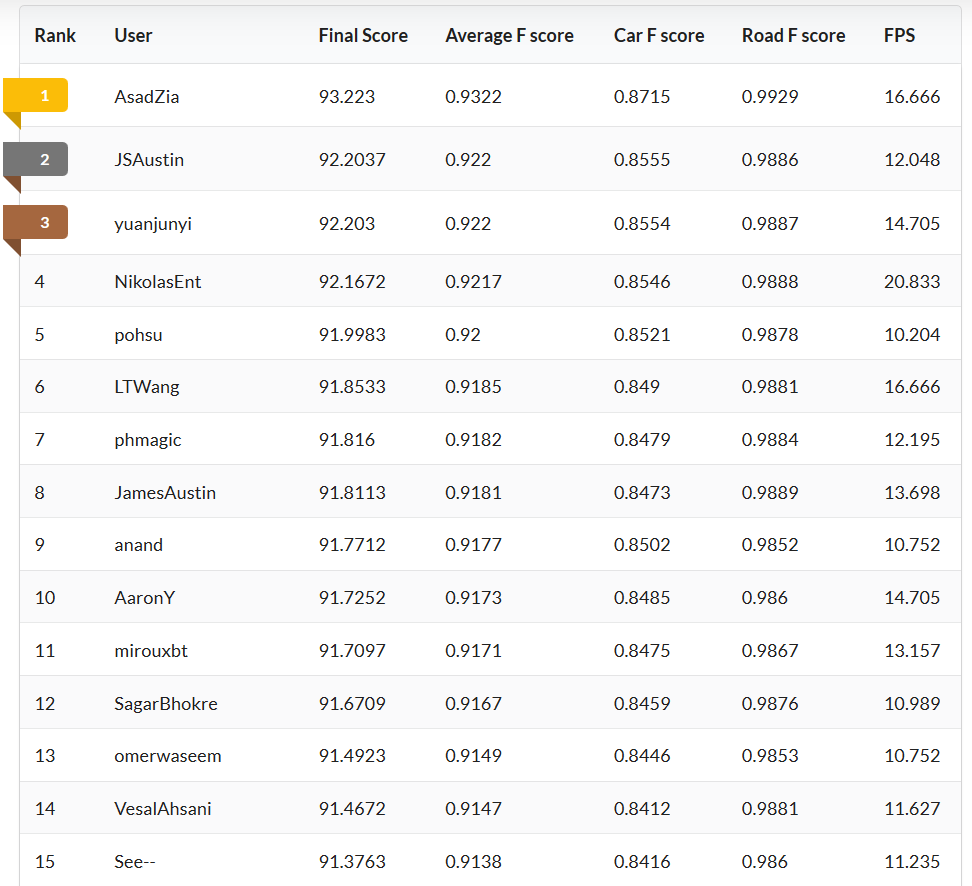 Rank User Final Score Average F score Car F score Road F score FPS
1 AsadZia 93.223 0.9322 0.8715 0.9929 16.666
2 JSAustin 92.2037 0.922 0.8555 0.9886 12.048
3 yuanjunyi 92.203 0.922 0.8554 0.9887 14.705
4 NikolasEnt 92.1672 0.9217 0.8546 0.9888 20.833
5 pohsu 91.9983 0.92 0.8521 0.9878 10.204
6 LTWang 91.8533 0.9185 0.849 0.9881 16.666
7 phmagic 91.816 0.9182 0.8479 0.9884 12.195
8 JamesAustin 91.8113 0.9181 0.8473 0.9889 13.698
9 anand 91.7712 0.9177 0.8502 0.9852 10.752
10 AaronY 91.7252 0.9173 0.8485 0.986 14.705
11 mirouxbt 91.7097 0.9171 0.8475 0.9867 13.157
12 SagarBhokre 91.6709 0.9167 0.8459 0.9876 10.989
13 omerwaseem 91.4923 0.9149 0.8446 0.9853 10.752
14 VesalAhsani 91.4672 0.9147 0.8412 0.9881 11.627
15 See-- 91.3763 0.9138 0.8416 0.986 11.235